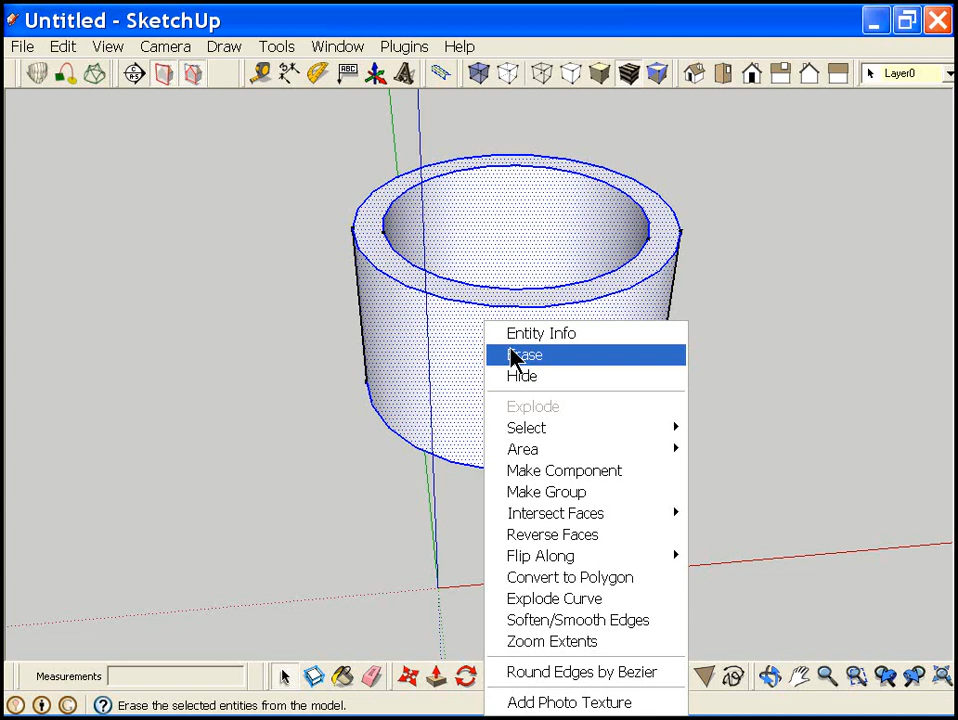 Untitled - SketchUp
File Edit View Camera Draw Tools Window Plugins Help
ABC
Layer0
Entity Info
Erase
Hide
Explode
Select
Area
Make Component
Make Group
Intersect Faces
Reverse Faces
Flip Along
Convert to Polygon
Explode Curve
Soften/Smooth Edges
Zoom Extents
Round Edges by Bezier
Add Photo Texture
Measurements
Erase the selected entities from the model.